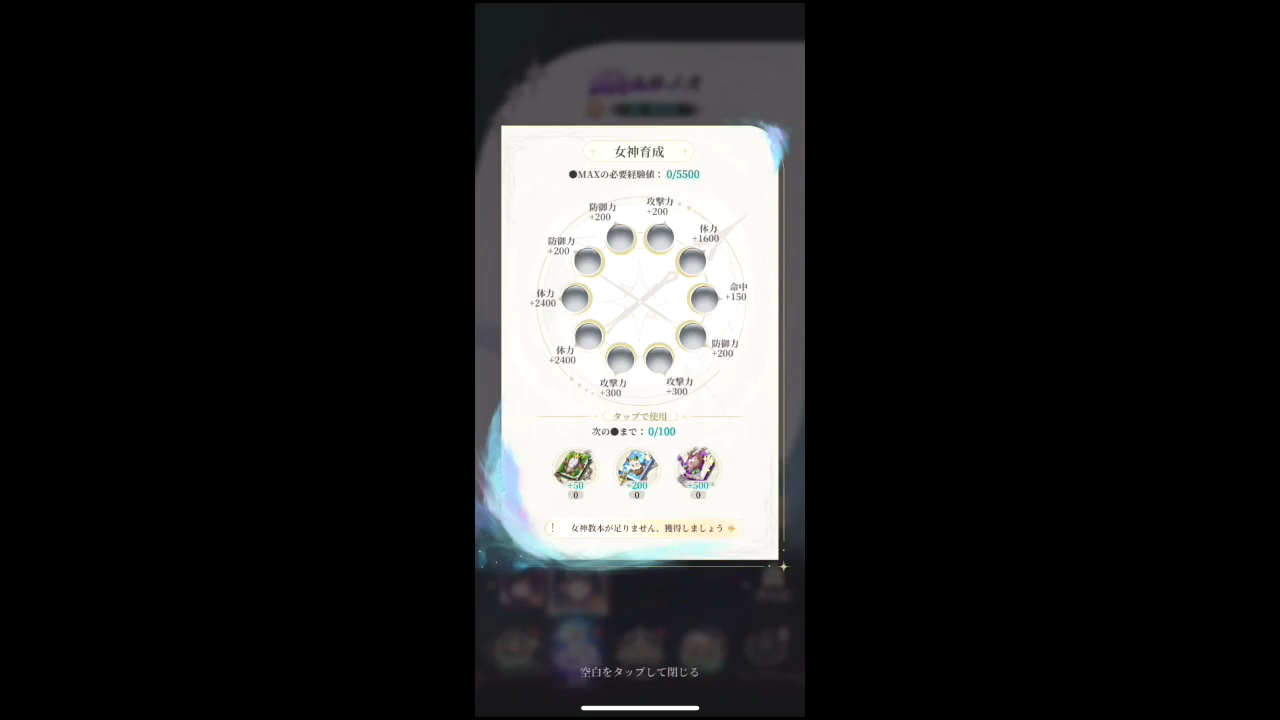 女神育成
●MAXの必要経験値： 0/5500
防御力
+200
攻撃力
+200
防御力
+200
体力
+1600
体力
+2400
命中
+150
体力
+2400
防御力
+200
攻撃力
+300
攻撃力
+300
タップで使用
次の●まで： 0/100
+50
+200
+500
0
0
0
! 女神教本が足りません、獲得しましょう
空白をタップして閉じる